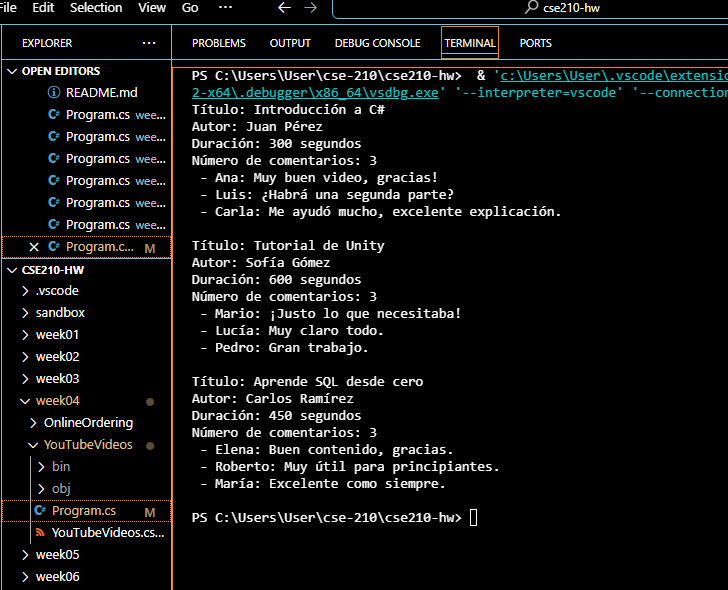 File Edit Selection View Go ··· ← → cse210-hw
EXPLORER ···
OPEN EDITORS
README.md
Program.cs wee...
Program.cs wee...
Program.cs wee...
Program.cs wee...
Program.cs wee...
Program.cs wee...
Program.c... M
CSE210-HW
.vscode
sandbox
week01
week02
week03
week04
OnlineOrdering
YouTubeVideos
bin
obj
Program.cs M
YouTubeVideos.cs...
week05
week06
PROBLEMS OUTPUT DEBUG CONSOLE TERMINAL PORTS
PS C:\Users\User\cse-210\cse210-hw> & 'c:\Users\User\.vscode\extensio
2-x64\.debugger\x86_64\vsdbg.exe' '--interpreter=vscode' '--connection
Título: Introducción a C#
Autor: Juan Pérez
Duración: 300 segundos
Número de comentarios: 3
- Ana: Muy buen video, gracias!
- Luis: ¿Habrá una segunda parte?
- Carla: Me ayudó mucho, excelente explicación.
Título: Tutorial de Unity
Autor: Sofía Gómez
Duración: 600 segundos
Número de comentarios: 3
- Mario: ¡Justo lo que necesitaba!
- Lucía: Muy claro todo.
- Pedro: Gran trabajo.
Título: Aprende SQL desde cero
Autor: Carlos Ramírez
Duración: 450 segundos
Número de comentarios: 3
- Elena: Buen contenido, gracias.
- Roberto: Muy útil para principiantes.
- María: Excelente como siempre.
PS C:\Users\User\cse-210\cse210-hw>